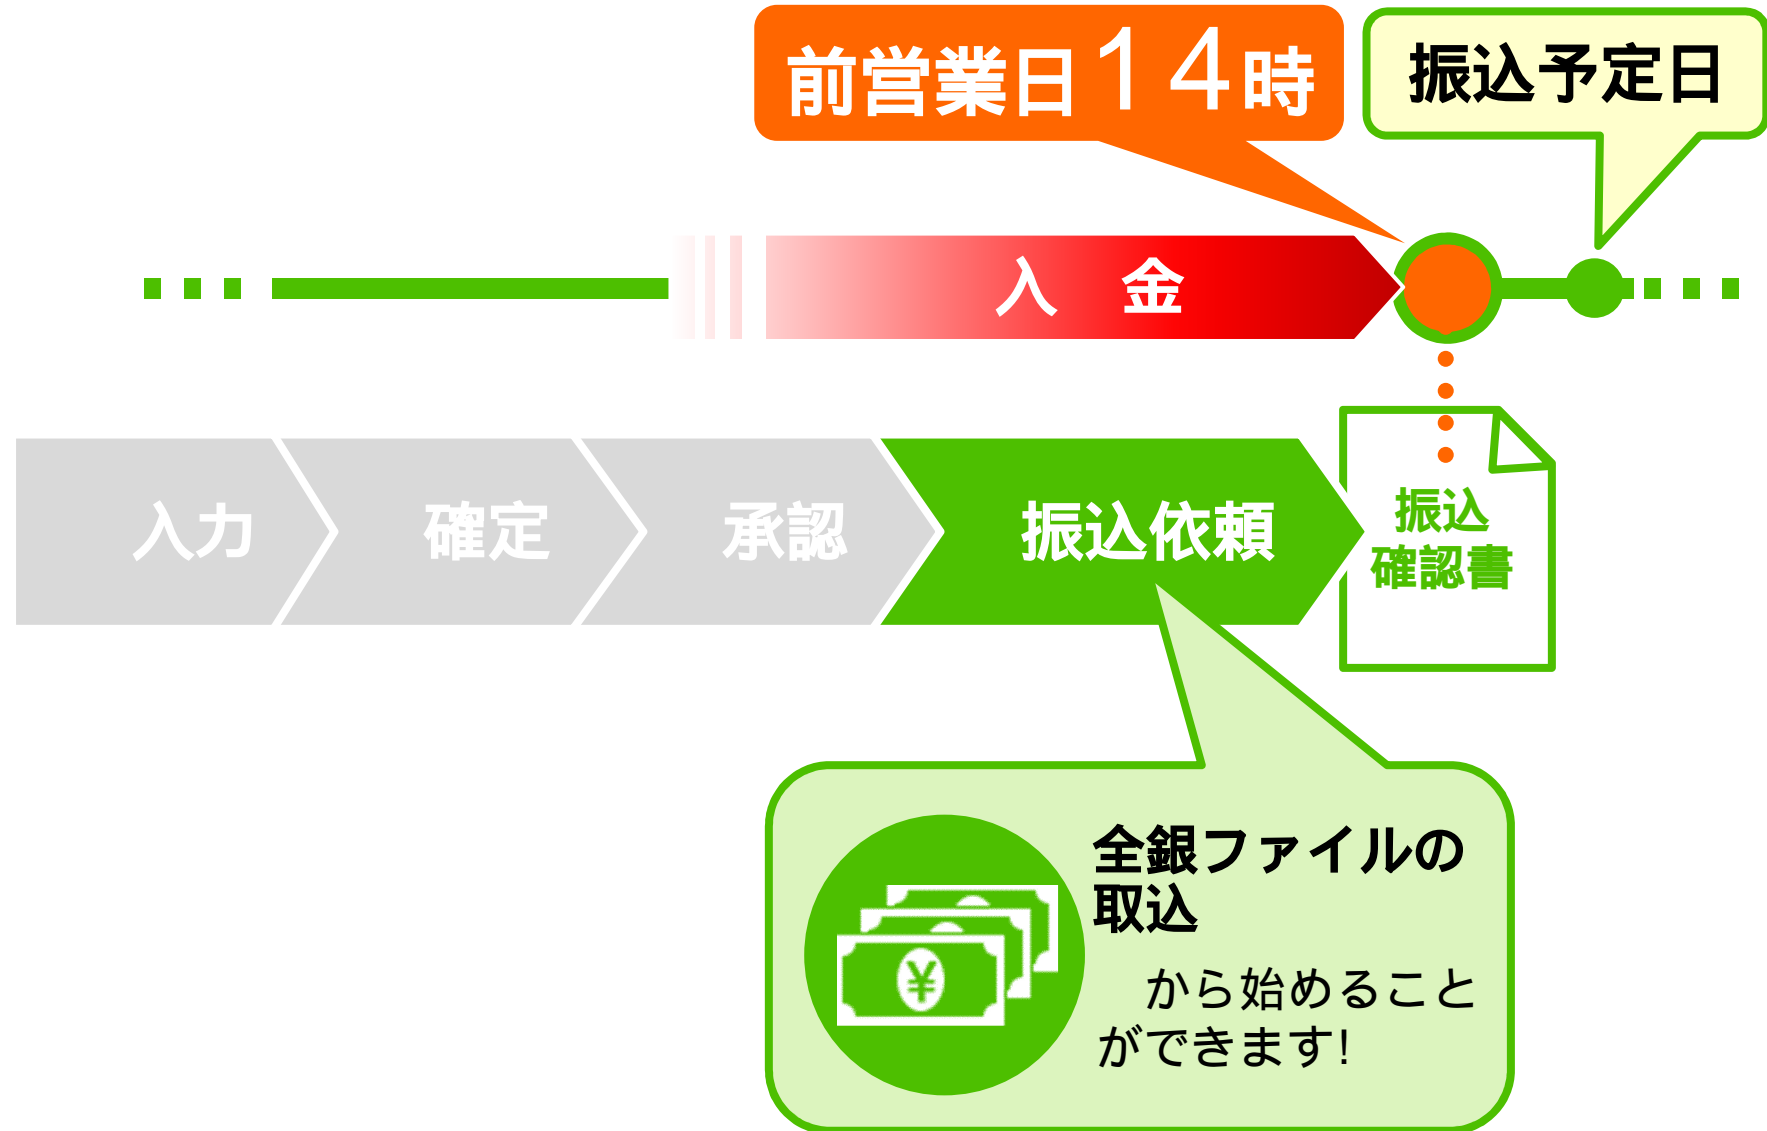 前営業日14時
振込予定日
入 金
入力
確定
承認
振込依頼
振込
確認書
全銀ファイルの
取込
から始めること
ができます!